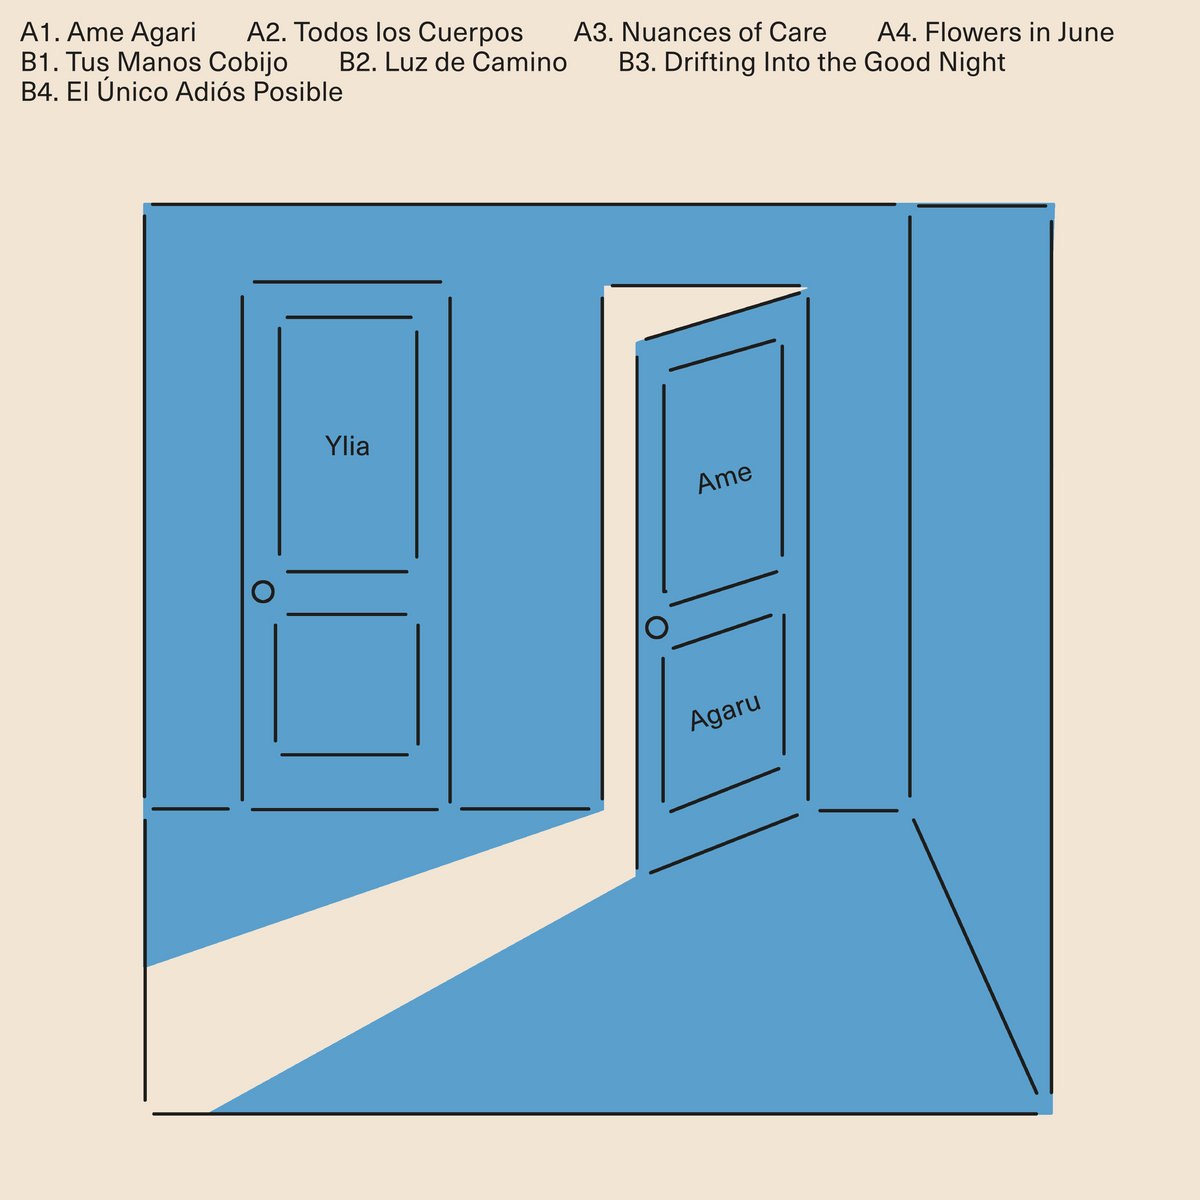 A1. Ame Agari A2. Todos los Cuerpos A3. Nuances of Care A4. Flowers in June
B1. Tus Manos Cobijo B2. Luz de Camino B3. Drifting Into the Good Night
B4. El Único Adiós Posible
Ylia
Ame
Agaru